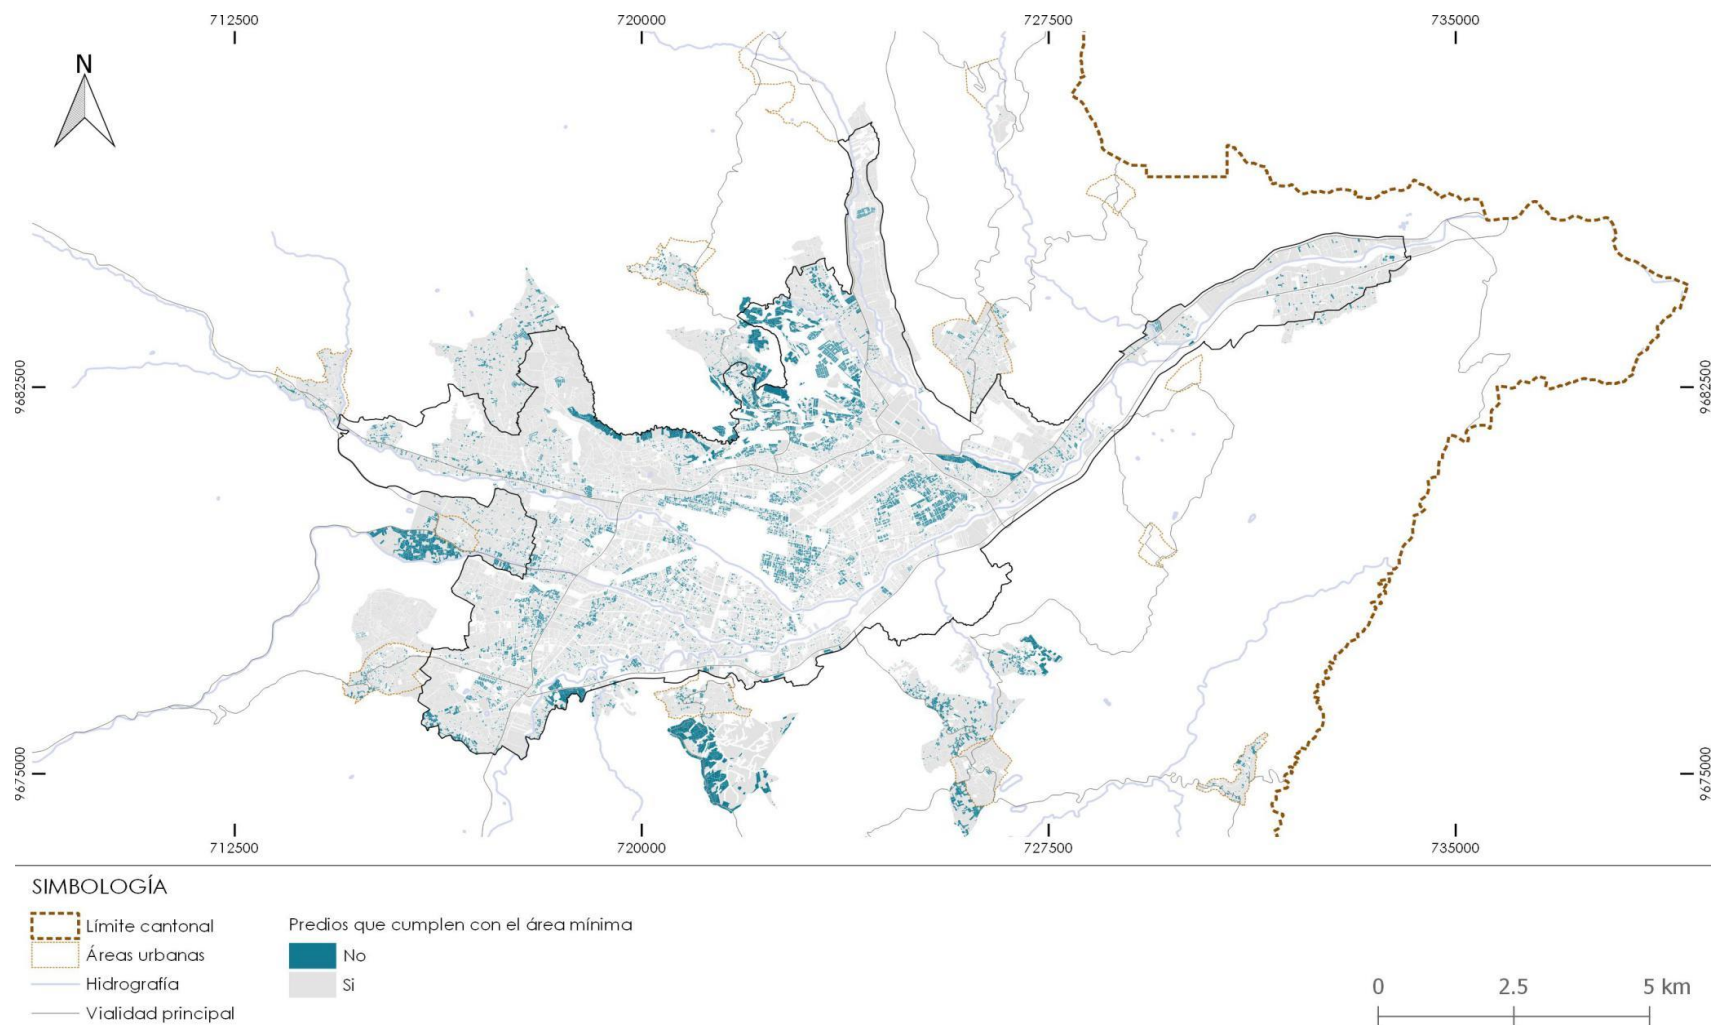 712500 720000 727500 735000
N
9682500 9682500
9675000 9675000
712500 720000 727500 735000
SIMBOLOGÍA
Límite cantonal
Áreas urbanas
Hidrografía
Vialidad principal
Predios que cumplen con el área mínima
No
Si
0 2.5 5 km